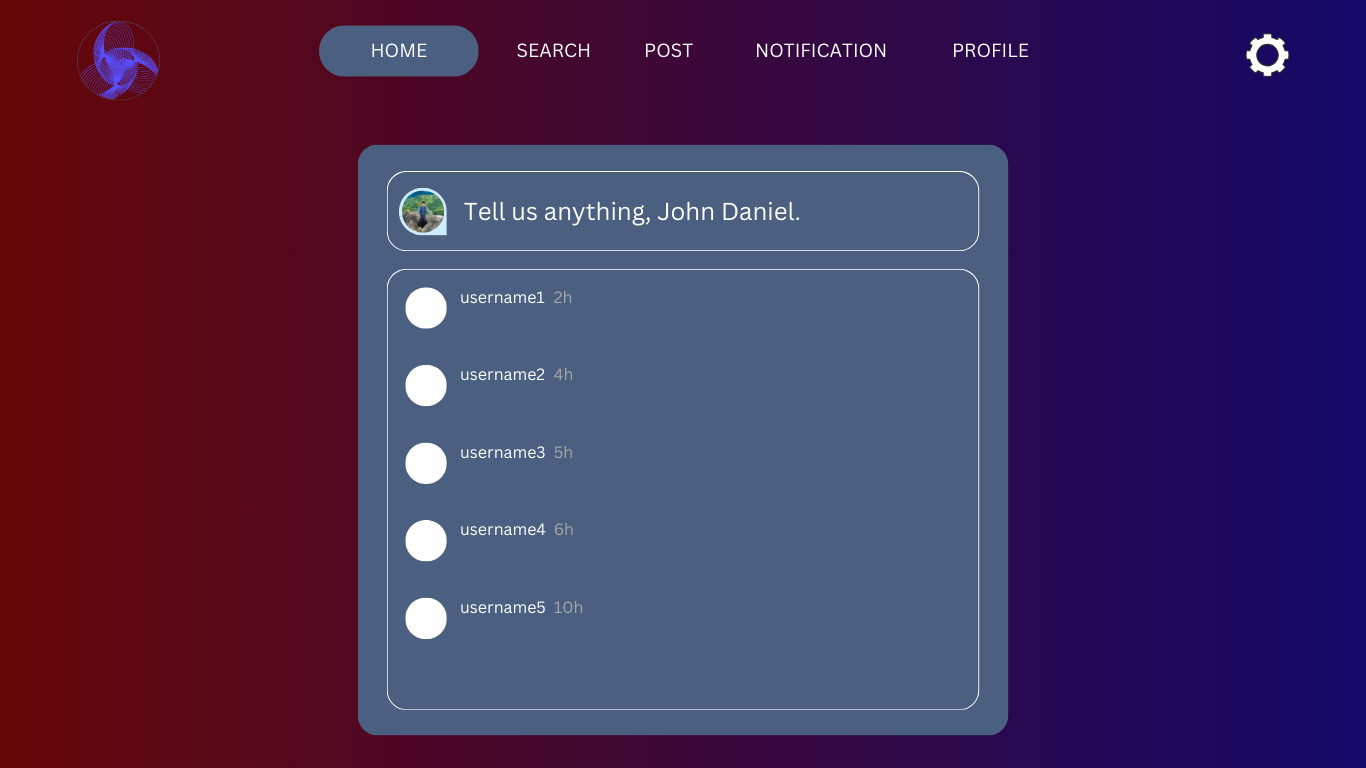 HOME SEARCH POST NOTIFICATION PROFILE
Tell us anything, John Daniel.
username1 2h
username2 4h
username3 5h
username4 6h
username5 10h